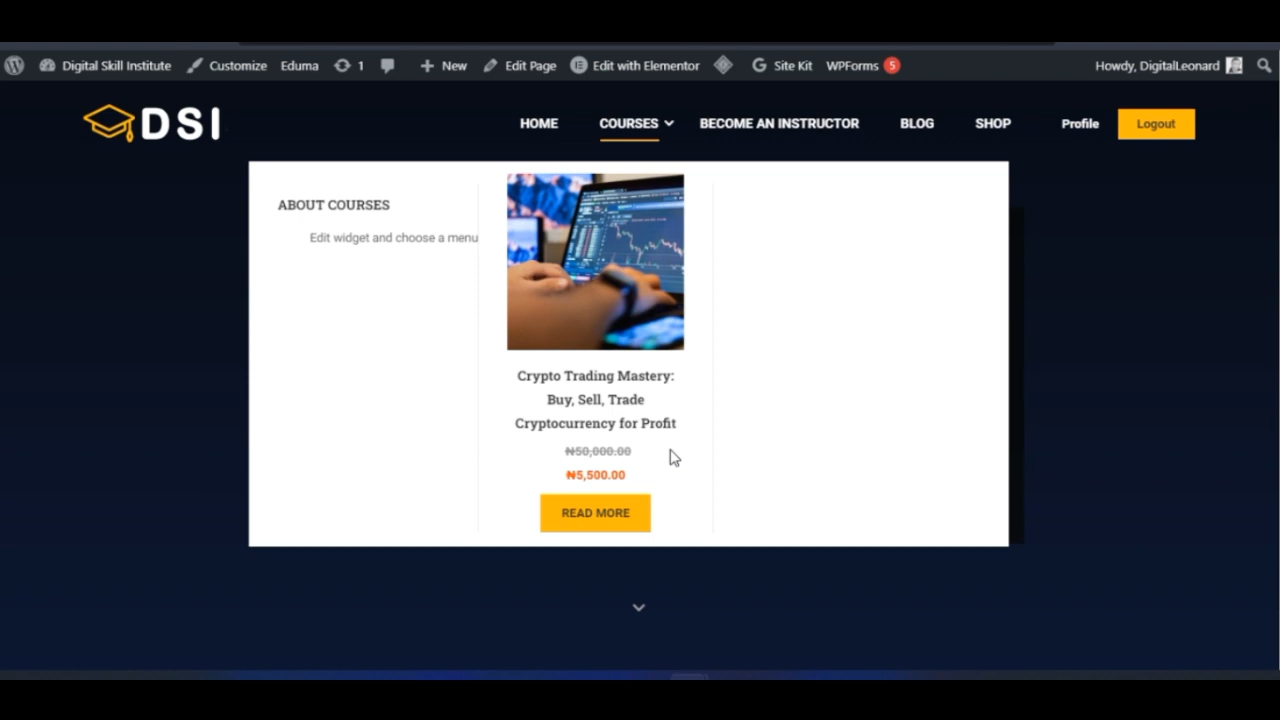 Digital Skill Institute Customize Eduma 1 New Edit Page Edit with Elementor Site Kit WPForms 5 Howdy, DigitalLeonard
DSI
HOME COURSES BECOME AN INSTRUCTOR BLOG SHOP Profile Logout
ABOUT COURSES
Edit widget and choose a menu
Crypto Trading Mastery:
Buy, Sell, Trade
Cryptocurrency for Profit
₦50,000.00
₦5,500.00
READ MORE